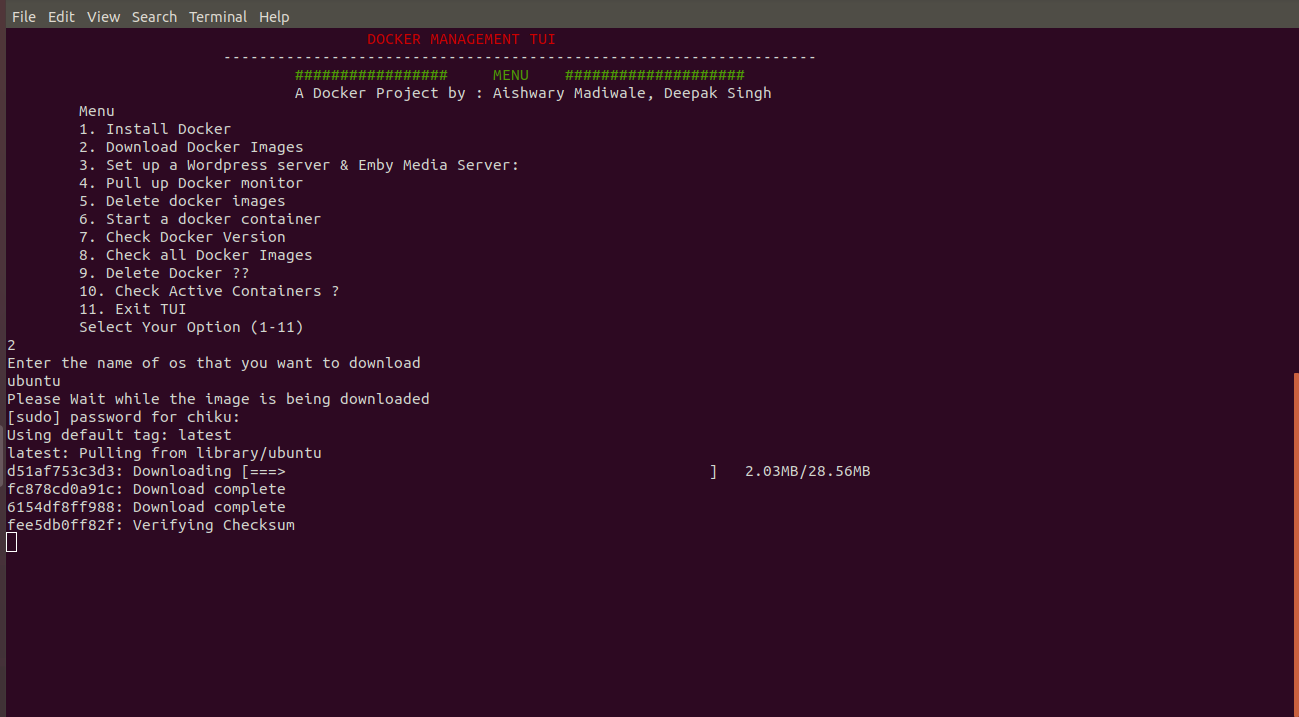 File Edit View Search Terminal Help
DOCKER MANAGEMENT TUI
------------------------------------------------------------------
################# MENU ####################
A Docker Project by : Aishwary Madiwale, Deepak Singh
Menu
1. Install Docker
2. Download Docker Images
3. Set up a Wordpress server & Emby Media Server:
4. Pull up Docker monitor
5. Delete docker images
6. Start a docker container
7. Check Docker Version
8. Check all Docker Images
9. Delete Docker ??
10. Check Active Containers ?
11. Exit TUI
Select Your Option (1-11)
2
Enter the name of os that you want to download
ubuntu
Please Wait while the image is being downloaded
[sudo] password for chiku:
Using default tag: latest
latest: Pulling from library/ubuntu
d51af753c3d3: Downloading [===> ] 2.03MB/28.56MB
fc878cd0a91c: Download complete
6154df8ff988: Download complete
fee5db0ff82f: Verifying Checksum